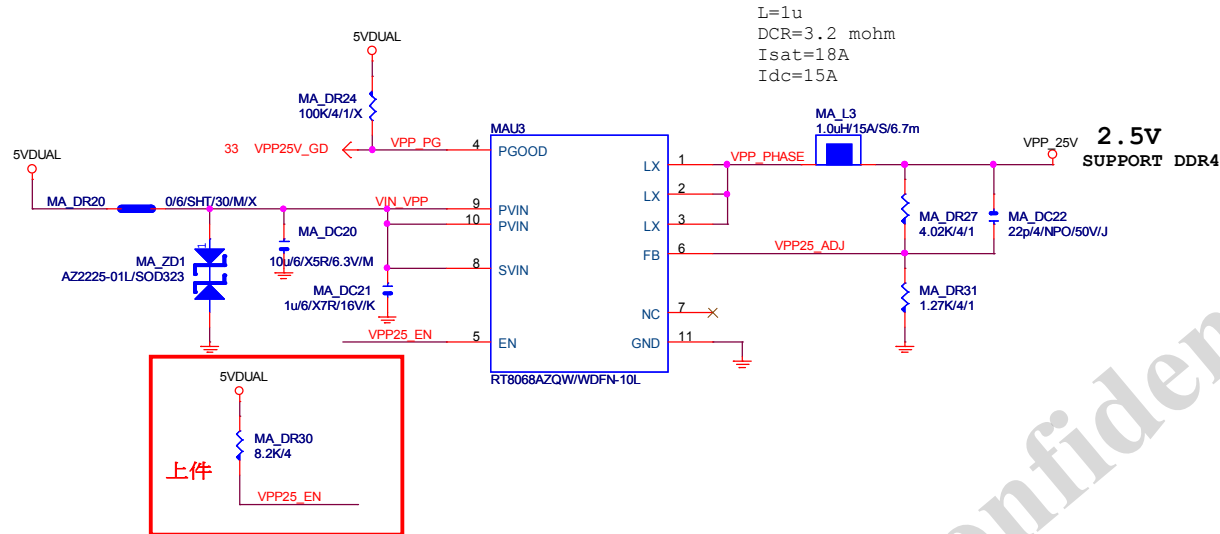 L=1u
DCR=3.2 mohm
Isat=18A
Idc=15A
5VDUAL
MA_DR24
100K/4/1/X
33 VPP25V_GD
VPP_PG
4
PGOOD
MAU3
LX
1
VPP_PHASE
MA_L3
1.0uH/15A/S/6.7m
VPP_25V
2.5V
SUPPORT DDR4
5VDUAL
MA_DR20
0/6/SHT/30/M/X
VIN_VPP
9
PVIN
10
PVIN
LX
2
LX
3
MA_DR27
4.02K/4/1
MA_DC22
22p/4/NPO/50V/J
1
MA_ZD1
AZ2225-01L/SOD323
MA_DC20
10u/6/X5R/6.3V/M
8
SVIN
FB
6
VPP25_ADJ
MA_DC21
1u/6/X7R/16V/K
MA_DR31
1.27K/4/1
NC
7
VPP25_EN
5
EN
GND
11
RT8068AZQW/WDFN-10L
5VDUAL
MA_DR30
8.2K/4
上件
VPP25_EN